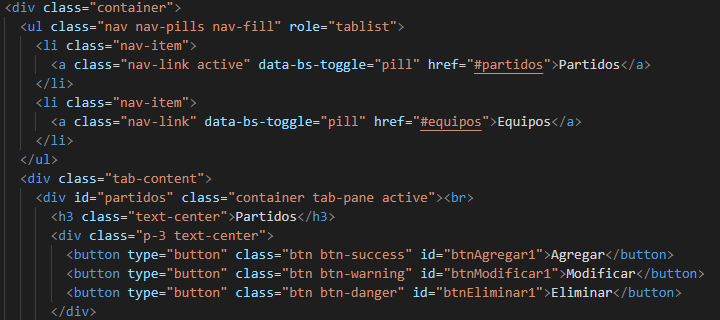 <div class="container">
<ul class="nav nav-pills nav-fill" role="tablist">
<li class="nav-item">
<a class="nav-link active" data-bs-toggle="pill" href="#partidos">Partidos</a>
</li>
<li class="nav-item">
<a class="nav-link" data-bs-toggle="pill" href="#equipos">Equipos</a>
</li>
</ul>
<div class="tab-content">
<div id="partidos" class="container tab-pane active"><br>
<h3 class="text-center">Partidos</h3>
<div class="p-3 text-center">
<button type="button" class="btn btn-success" id="btnAgregar1">Agregar</button>
<button type="button" class="btn btn-warning" id="btnModificar1">Modificar</button>
<button type="button" class="btn btn-danger" id="btnEliminar1">Eliminar</button>
</div>